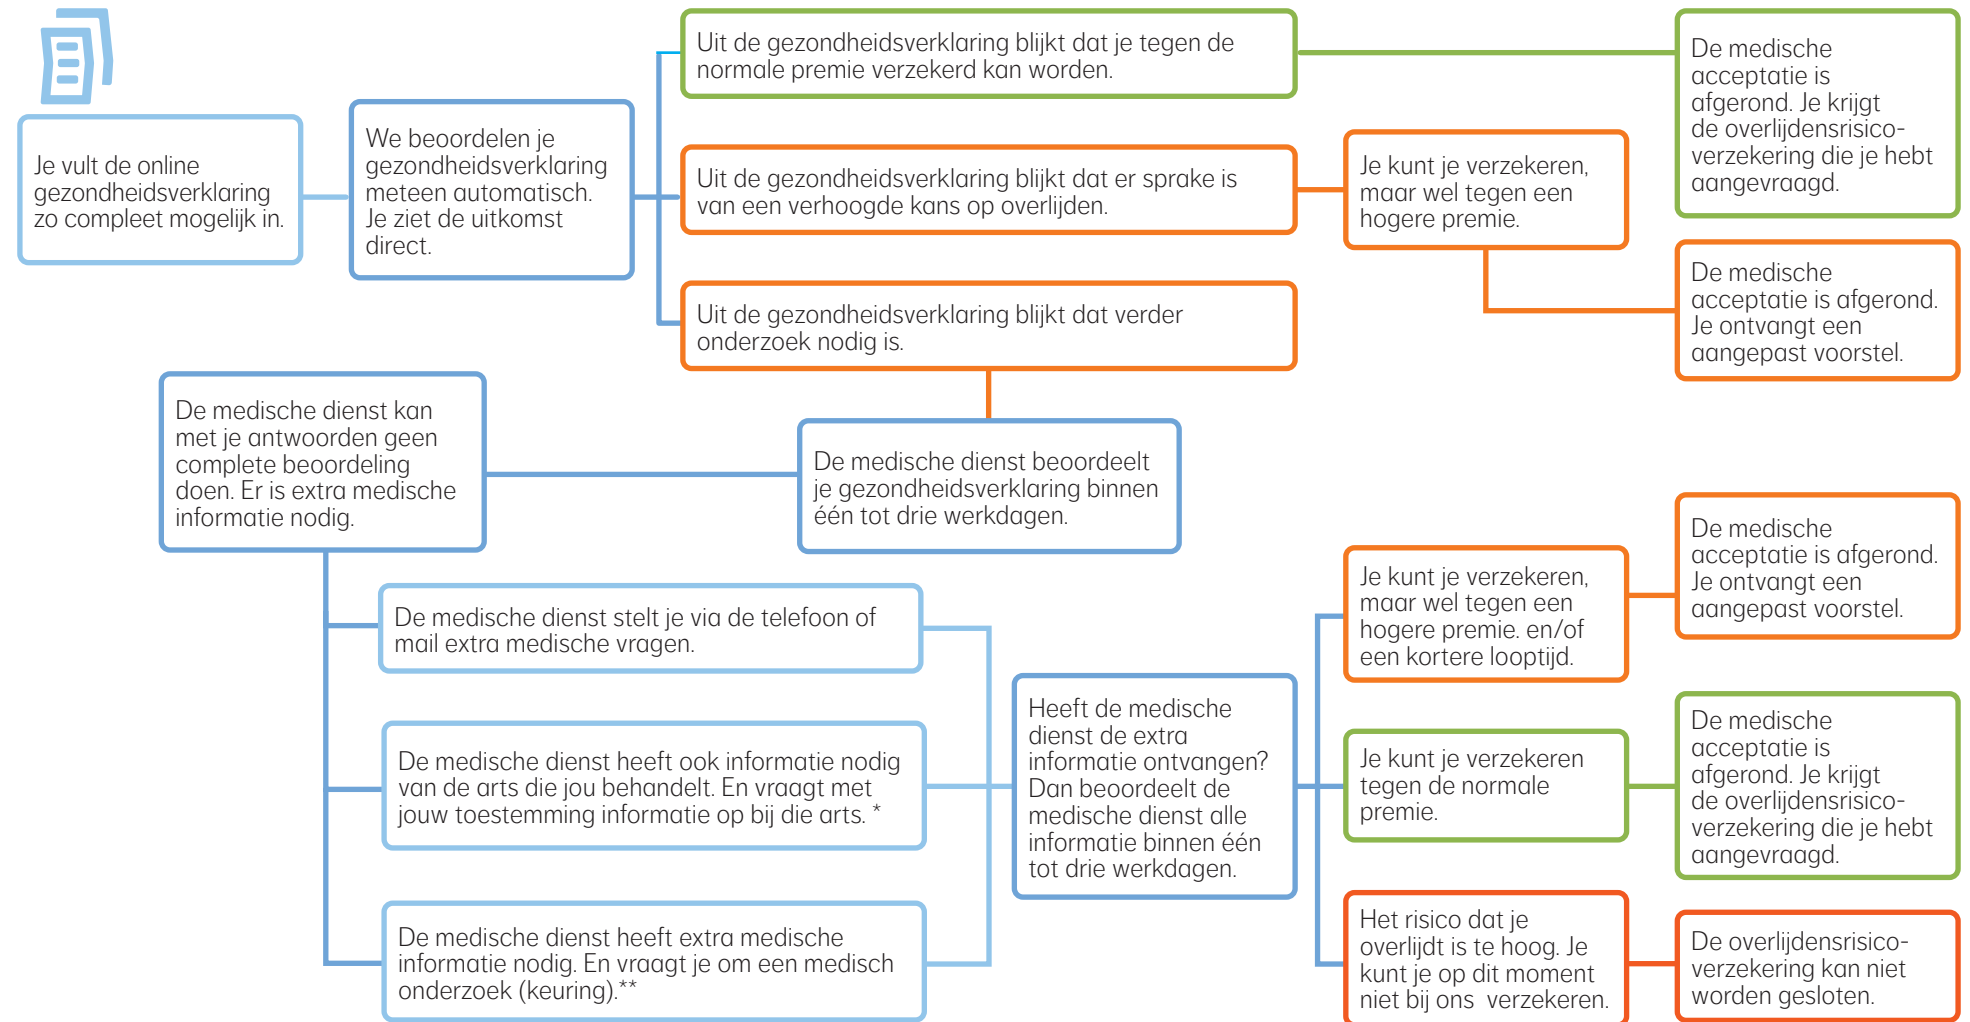 Je vult de online
gezondheidsverklaring
zo compleet mogelijk in.
We beoordelen je
gezondheidsverklaring
meteen automatisch.
Je ziet de uitkomst
direct.
Uit de gezondheidsverklaring blijkt dat je tegen de
normale premie verzekerd kan worden.
De medische
acceptatie is
afgerond. Je krijgt
de overlijdensrisico-
verzekering die je hebt
aangevraagd.
Uit de gezondheidsverklaring blijkt dat er sprake is
van een verhoogde kans op overlijden.
Je kunt je verzekeren,
maar wel tegen een
hogere premie.
De medische
acceptatie is afgerond.
Je ontvangt een
aangepast voorstel.
Uit de gezondheidsverklaring blijkt dat verder
onderzoek nodig is.
De medische dienst beoordeelt
je gezondheidsverklaring binnen
één tot drie werkdagen.
De medische dienst kan
met je antwoorden geen
complete beoordeling
doen. Er is extra medische
informatie nodig.
De medische dienst stelt je via de telefoon of
mail extra medische vragen.
De medische dienst heeft ook informatie nodig
van de arts die jou behandelt. En vraagt met
jouw toestemming informatie op bij die arts. *
De medische dienst heeft extra medische
informatie nodig. En vraagt je om een medisch
onderzoek (keuring).**
Heeft de medische
dienst de extra
informatie ontvangen?
Dan beoordeelt de
medische dienst alle
informatie binnen één
tot drie werkdagen.
Je kunt je verzekeren,
maar wel tegen een
hogere premie. en/of
een kortere looptijd.
De medische
acceptatie is afgerond.
Je ontvangt een
aangepast voorstel.
Je kunt je verzekeren
tegen de normale
premie.
De medische
acceptatie is
afgerond. Je krijgt
de overlijdensrisico-
verzekering die je hebt
aangevraagd.
Het risico dat je
overlijdt is te hoog. Je
kunt je op dit moment
niet bij ons verzekeren.
De overlijdensrisico-
verzekering kan niet
worden gesloten.